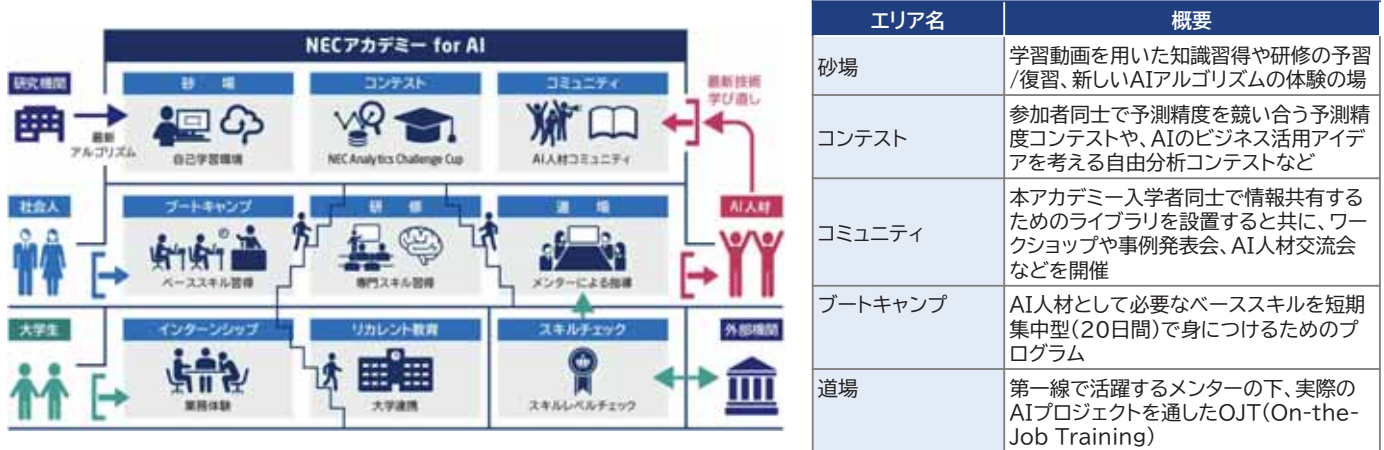 NECアカデミー for AI
研究機関
最新
アルゴリズム
砂 場
自己学習環境
コンテスト
NEC Analytics Challenge Cup
コミュニティ
AI人材コミュニティ
最新技術
学び直し
社会人
ブートキャンプ
ベーススキル習得
研 修
専門スキル習得
道 場
メンターによる指導
AI人材
大学生
インターンシップ
業務体験
リカレント教育
大学連携
スキルチェック
スキルレベルチェック
外部機関
エリア名 概要
砂場
学習動画を用いた知識習得や研修の予習
/復習、新しいAIアルゴリズムの体験の場
コンテスト
参加者同士で予測精度を競い合う予測精
度コンテストや、AIのビジネス活用アイデ
アを考える自由分析コンテストなど
コミュニティ
本アカデミー入学者同士で情報共有する
ためのライブラリを設置すると共に、ワー
クショップや事例発表会、AI人材交流会
などを開催
ブートキャンプ
AI人材として必要なベーススキルを短期
集中型(20日間)で身につけるためのプ
ログラム
道場
第一線で活躍するメンターの下、実際の
AIプロジェクトを通したOJT(On-the-
Job Training)